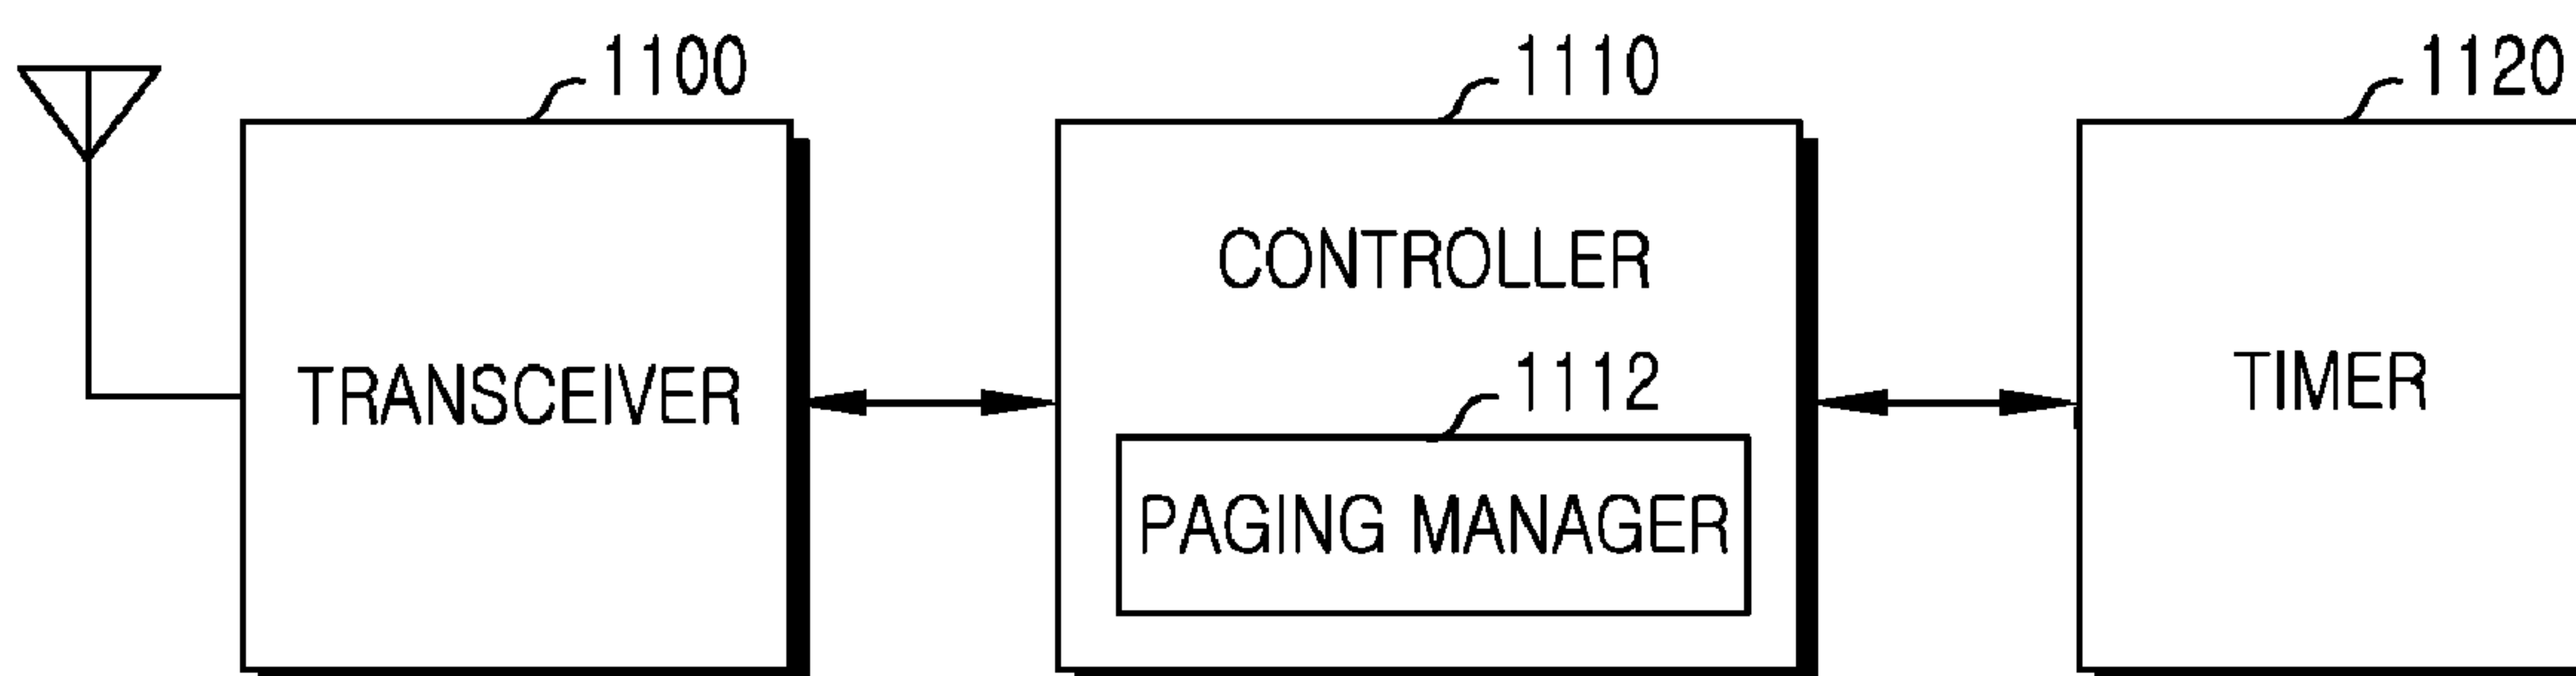 1100
1110
1120
TRANSCEIVER
CONTROLLER
1112
PAGING MANAGER
TIMER